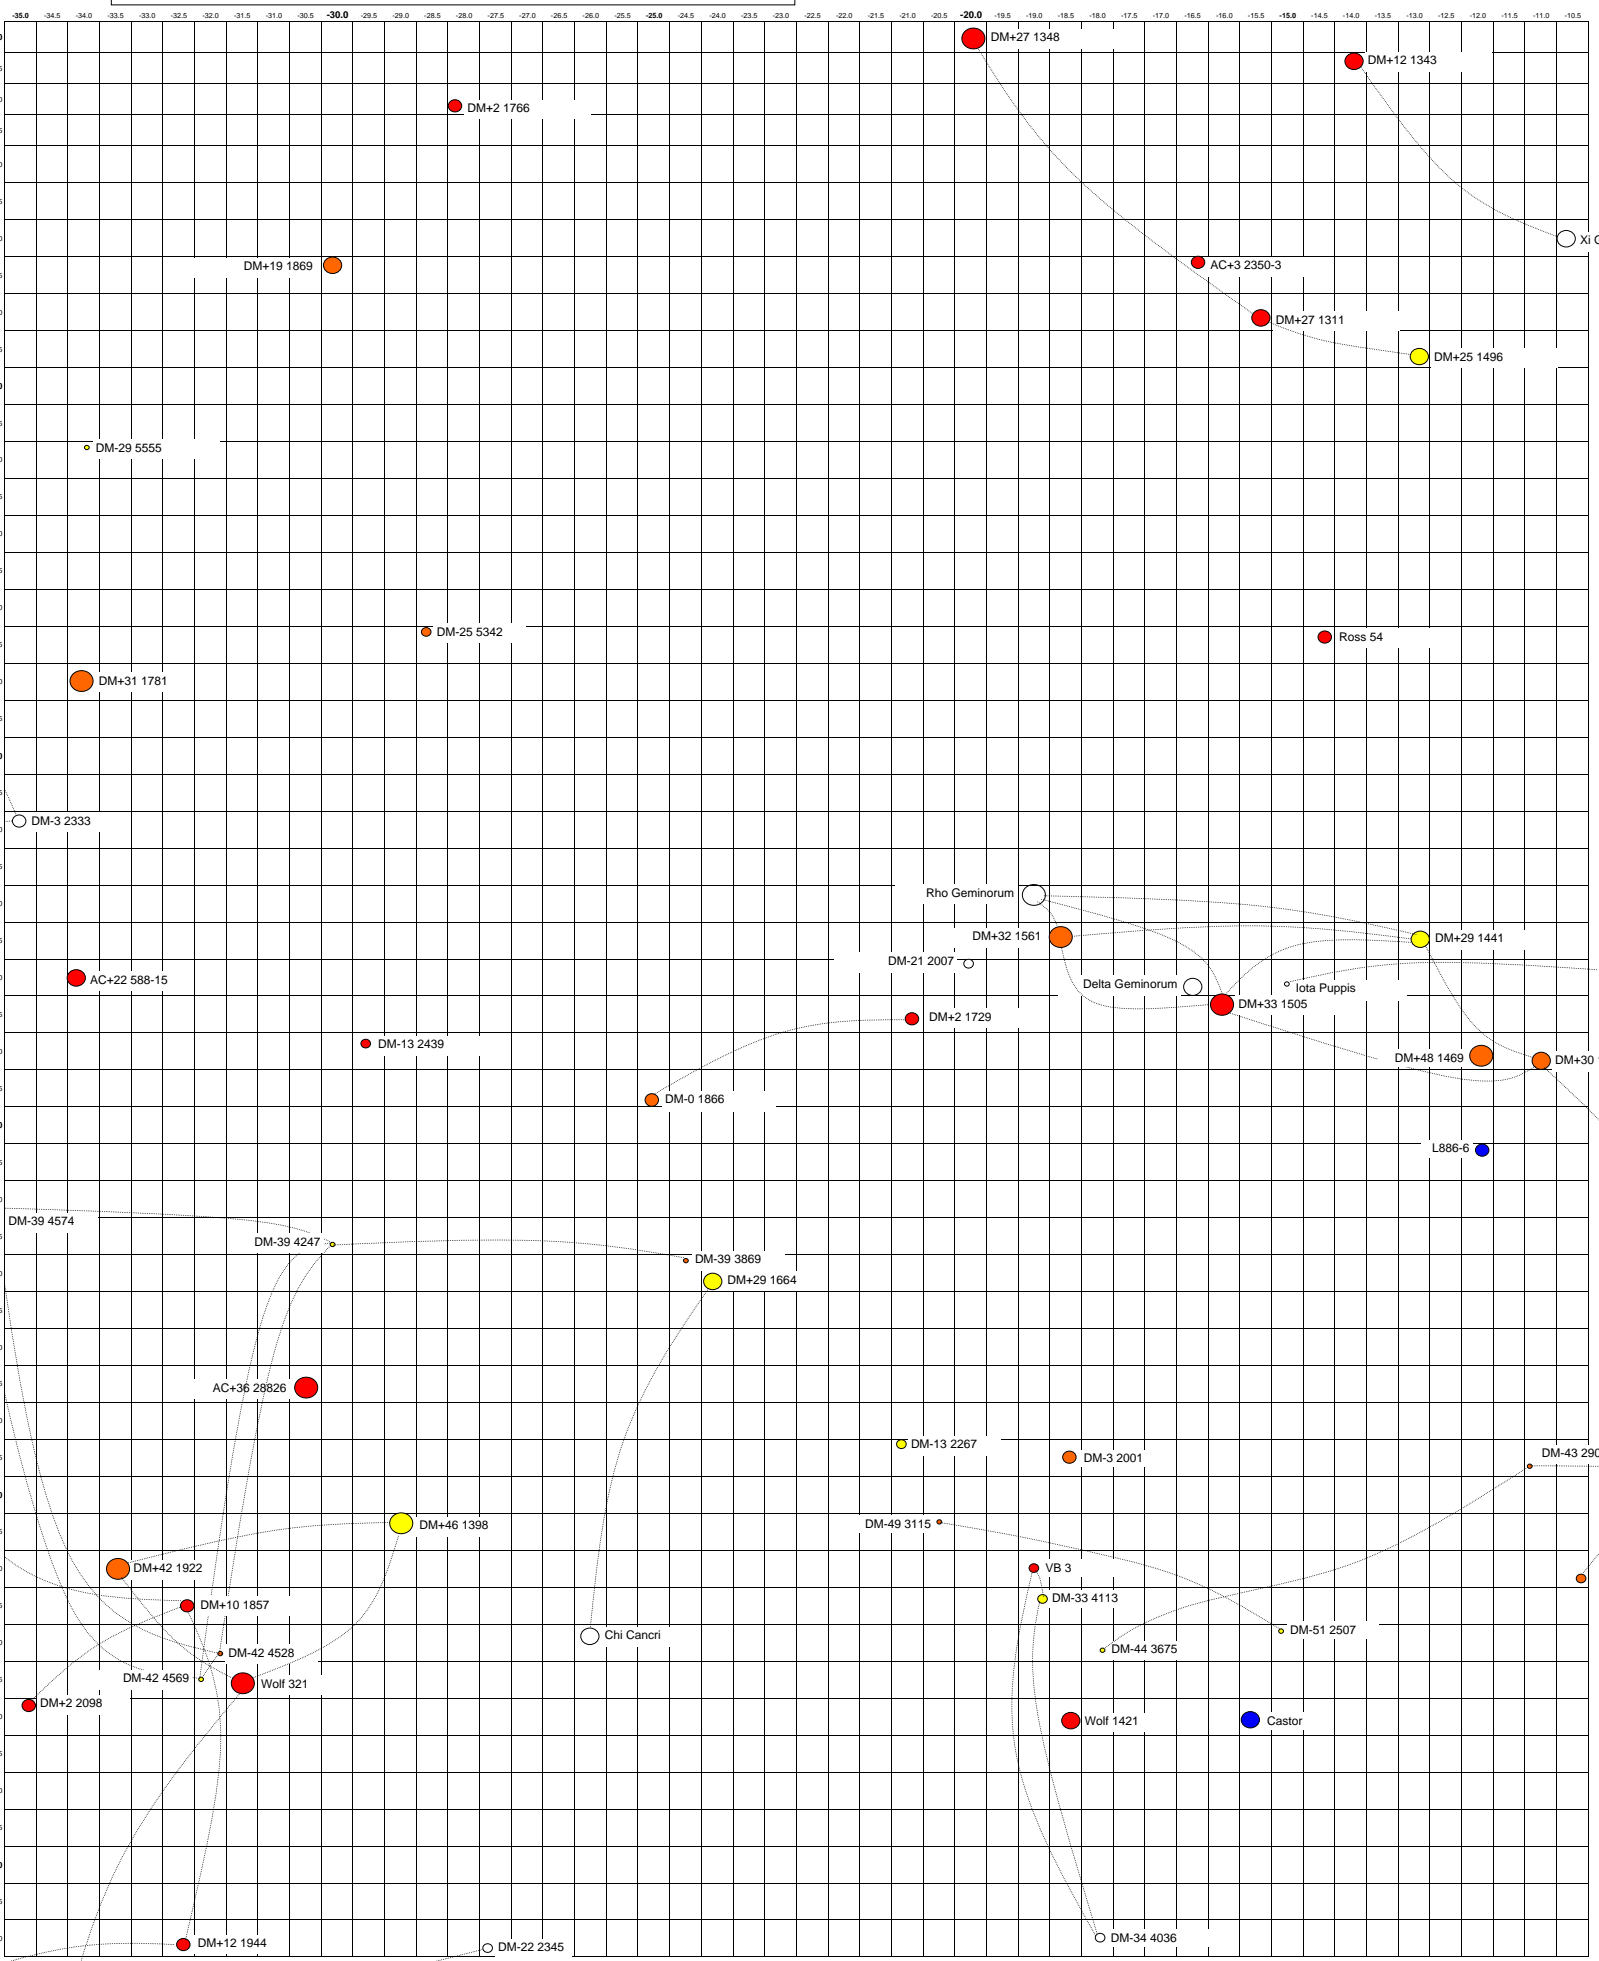 -35.0 -34.5 -34.0 -33.5 -33.0 -32.5 -32.0 -31.5 -31.0 -30.5 -30.0 -29.5 -29.0 -28.5 -28.0 -27.5 -27.0 -26.5 -26.0 -25.5 -25.0 -24.5 -24.0 -23.5 -23.0 -22.5 -22.0 -21.5 -21.0 -20.5 -20.0 -19.5 -19.0 -18.5 -18.0 -17.5 -17.0 -16.5 -16.0 -15.5 -15.0 -14.5 -14.0 -13.5 -13.0 -12.5 -12.0 -11.5 -11.0 -10.5
DM+27 1348
DM+12 1343
DM+2 1766
Xi G
DM+19 1869
AC+3 2350-3
DM+27 1311
DM+25 1496
DM-29 5555
DM-25 5342
Ross 54
DM+31 1781
DM-3 2333
Rho Geminorum
DM+32 1561
DM+29 1441
DM-21 2007
AC+22 588-15
Delta Geminorum
Iota Puppis
DM+33 1505
DM+2 1729
DM-13 2439
DM+48 1469
DM+30
DM-0 1866
L886-6
DM-39 4574
DM-39 4247
DM-39 3869
DM+29 1664
AC+36 28826
DM-13 2267
DM-3 2001
DM-43 290
DM+46 1398
DM-49 3115
DM+42 1922
VB 3
DM-33 4113
DM+10 1857
Chi Cancri
DM-51 2507
DM-42 4528
DM-44 3675
DM-42 4569
Wolf 321
DM+2 2098
Wolf 1421
Castor
DM+12 1944
DM-22 2345
DM-34 4036